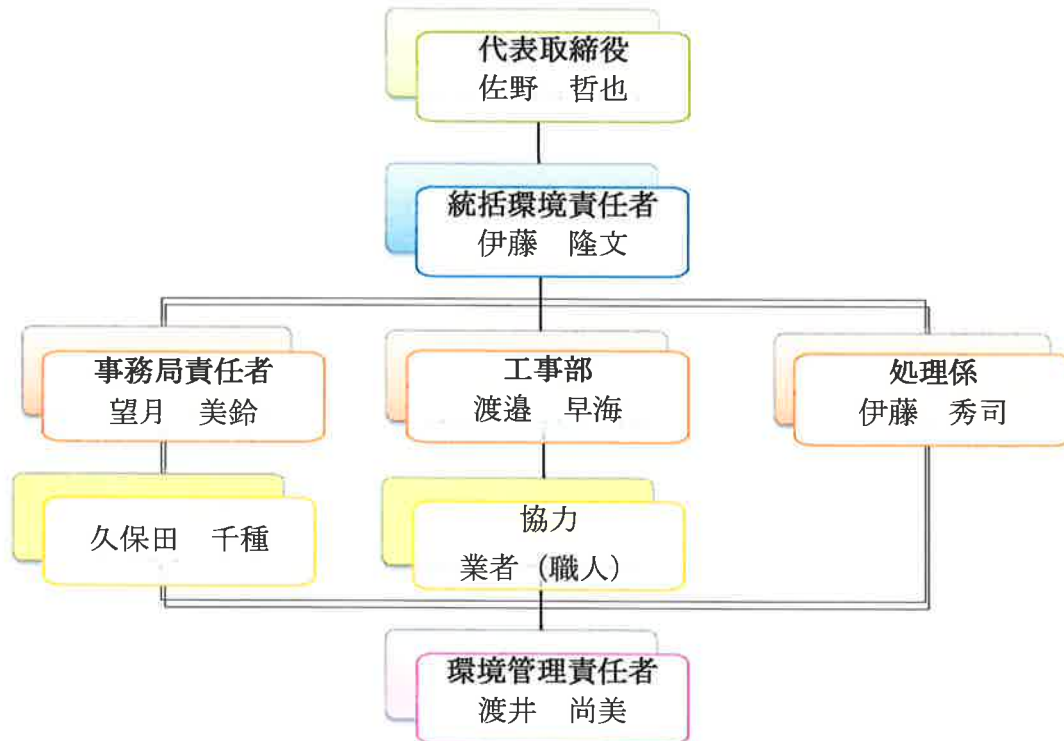 代表取締役
佐野　哲也
統括環境責任者
伊藤　隆文
事務局責任者
望月　美鈴
工事部
渡邉　早海
処理係
伊藤　秀司
久保田　千種
協力
業者（職人）
環境管理責任者
渡井　尚美